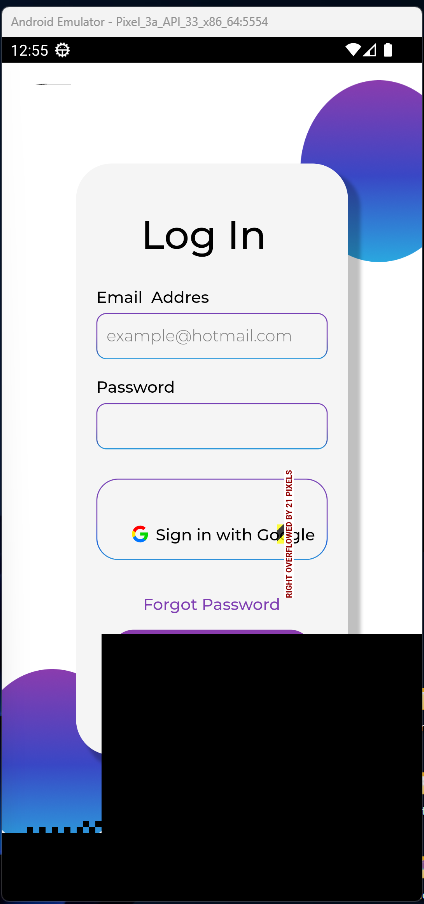 Android Emulator - Pixel_3a_API_33_x86_64:5554
12:55
Log In
Email  Addres
example@hotmail.com
Password
Sign in with Google
RIGHT OVERFLOWED BY 21 PIXELS
Forgot Password